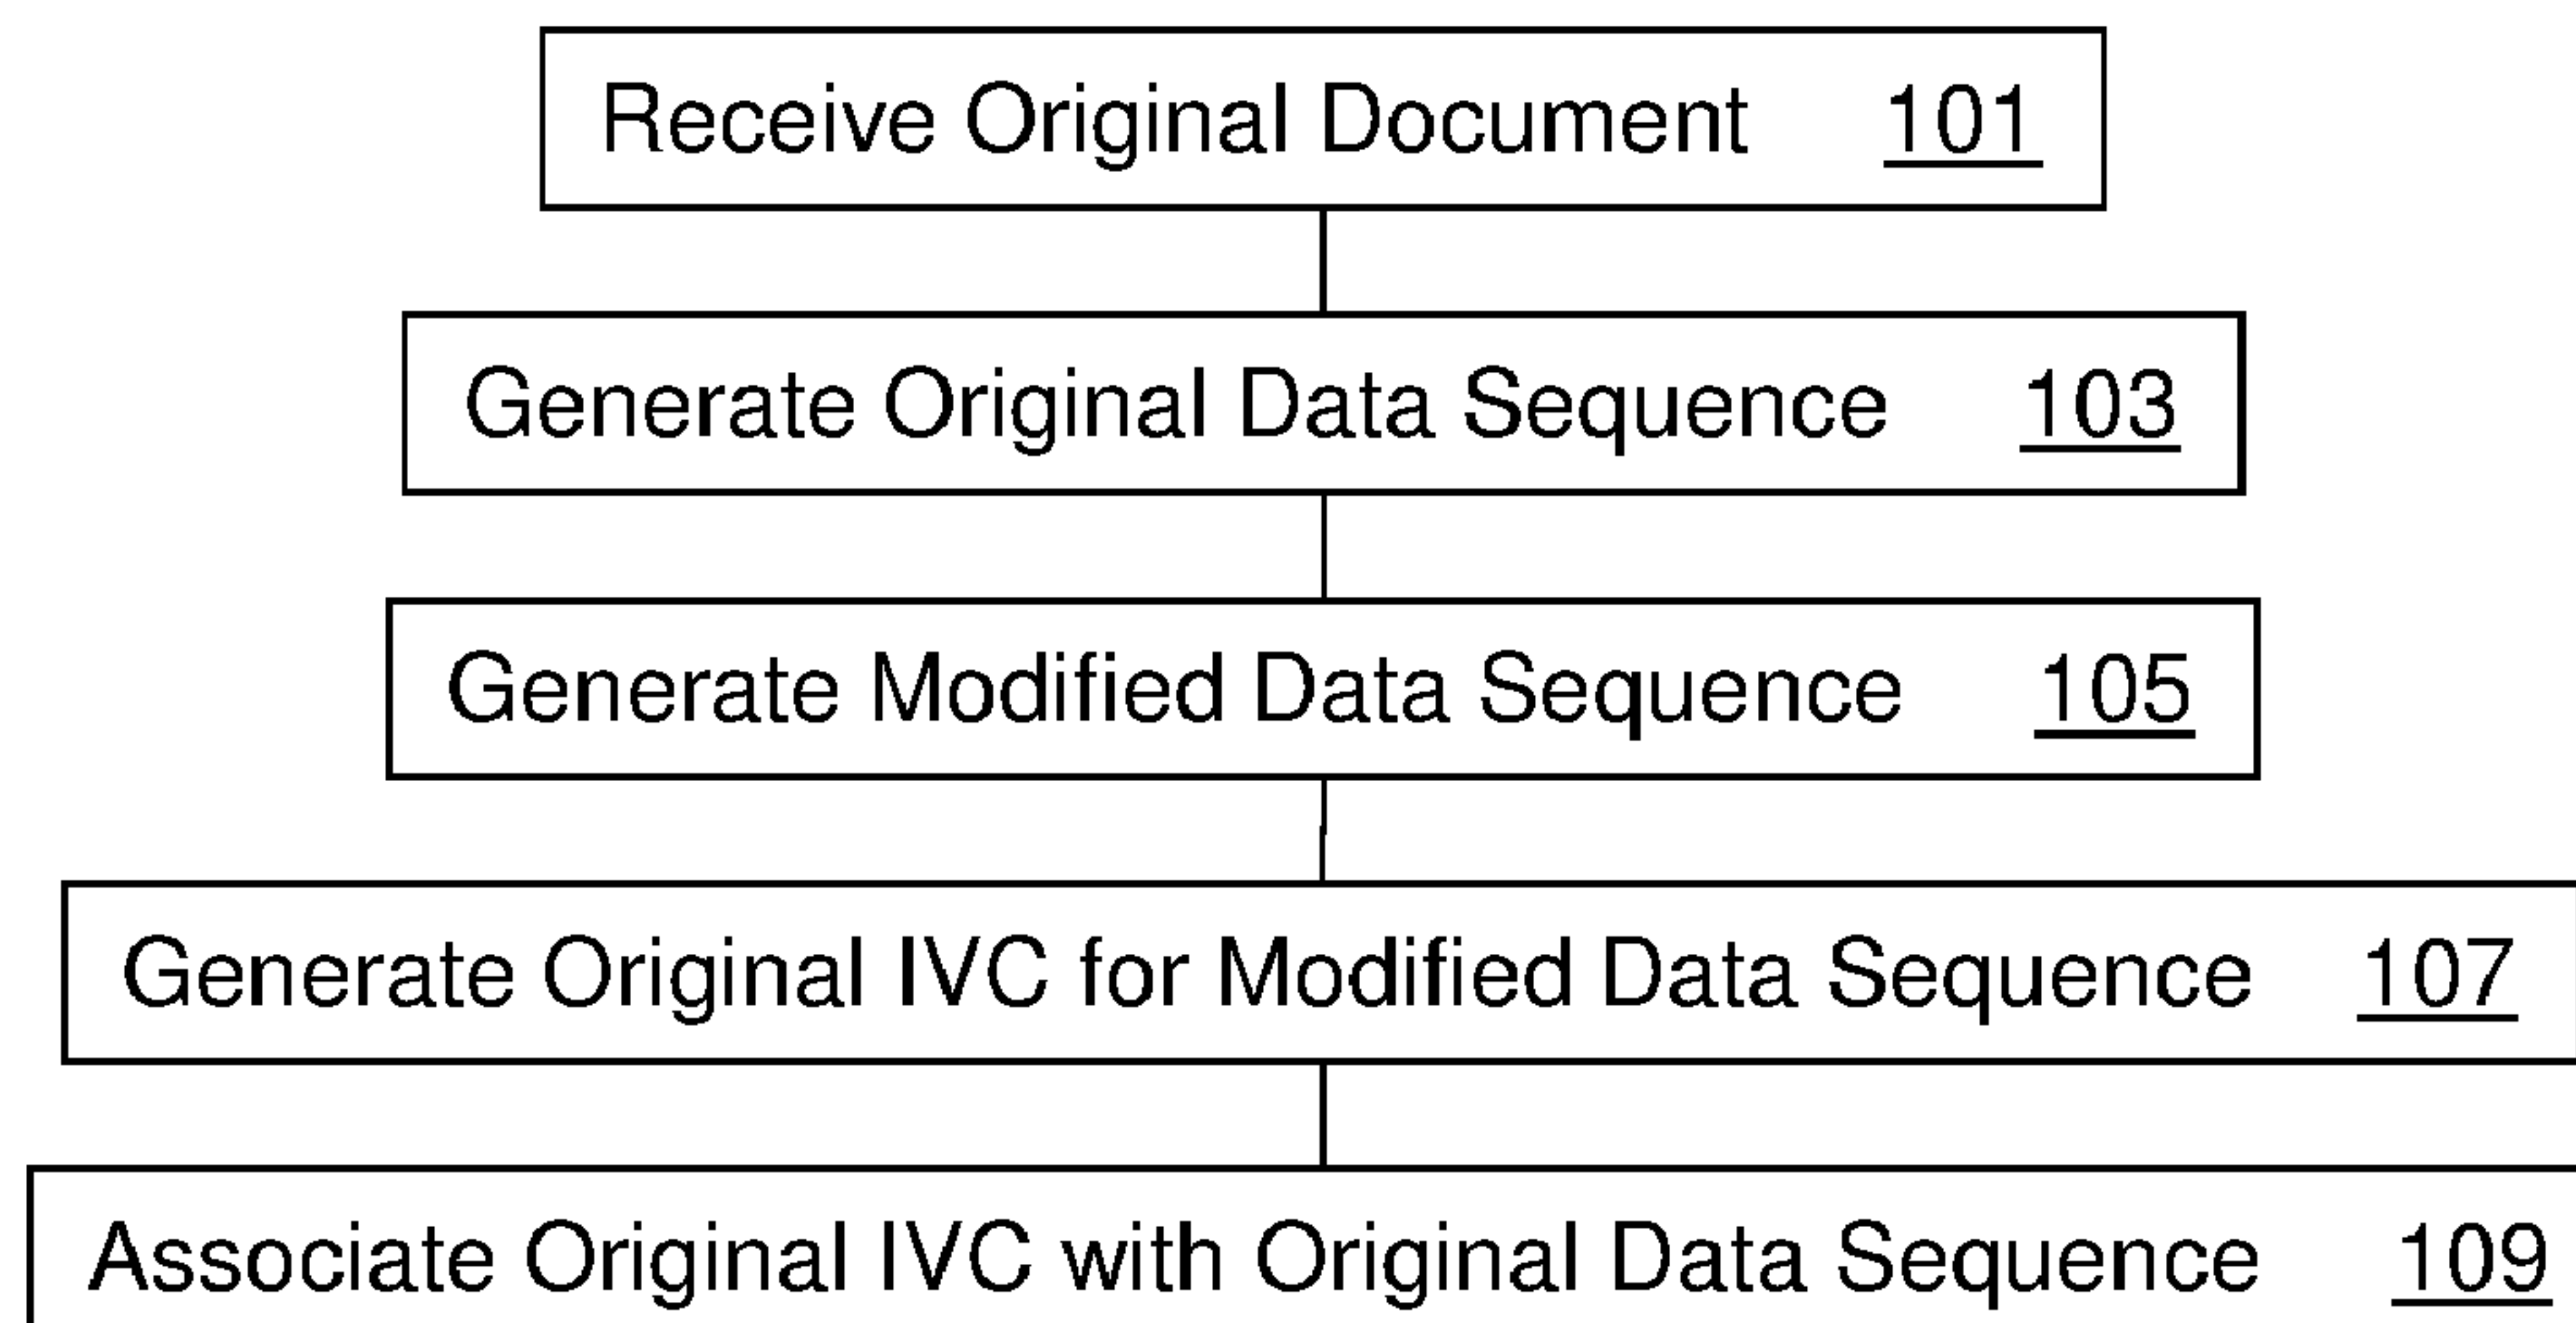 Receive Original Document 101
Generate Original Data Sequence 103
Generate Modified Data Sequence 105
Generate Original IVC for Modified Data Sequence 107
Associate Original IVC with Original Data Sequence 109